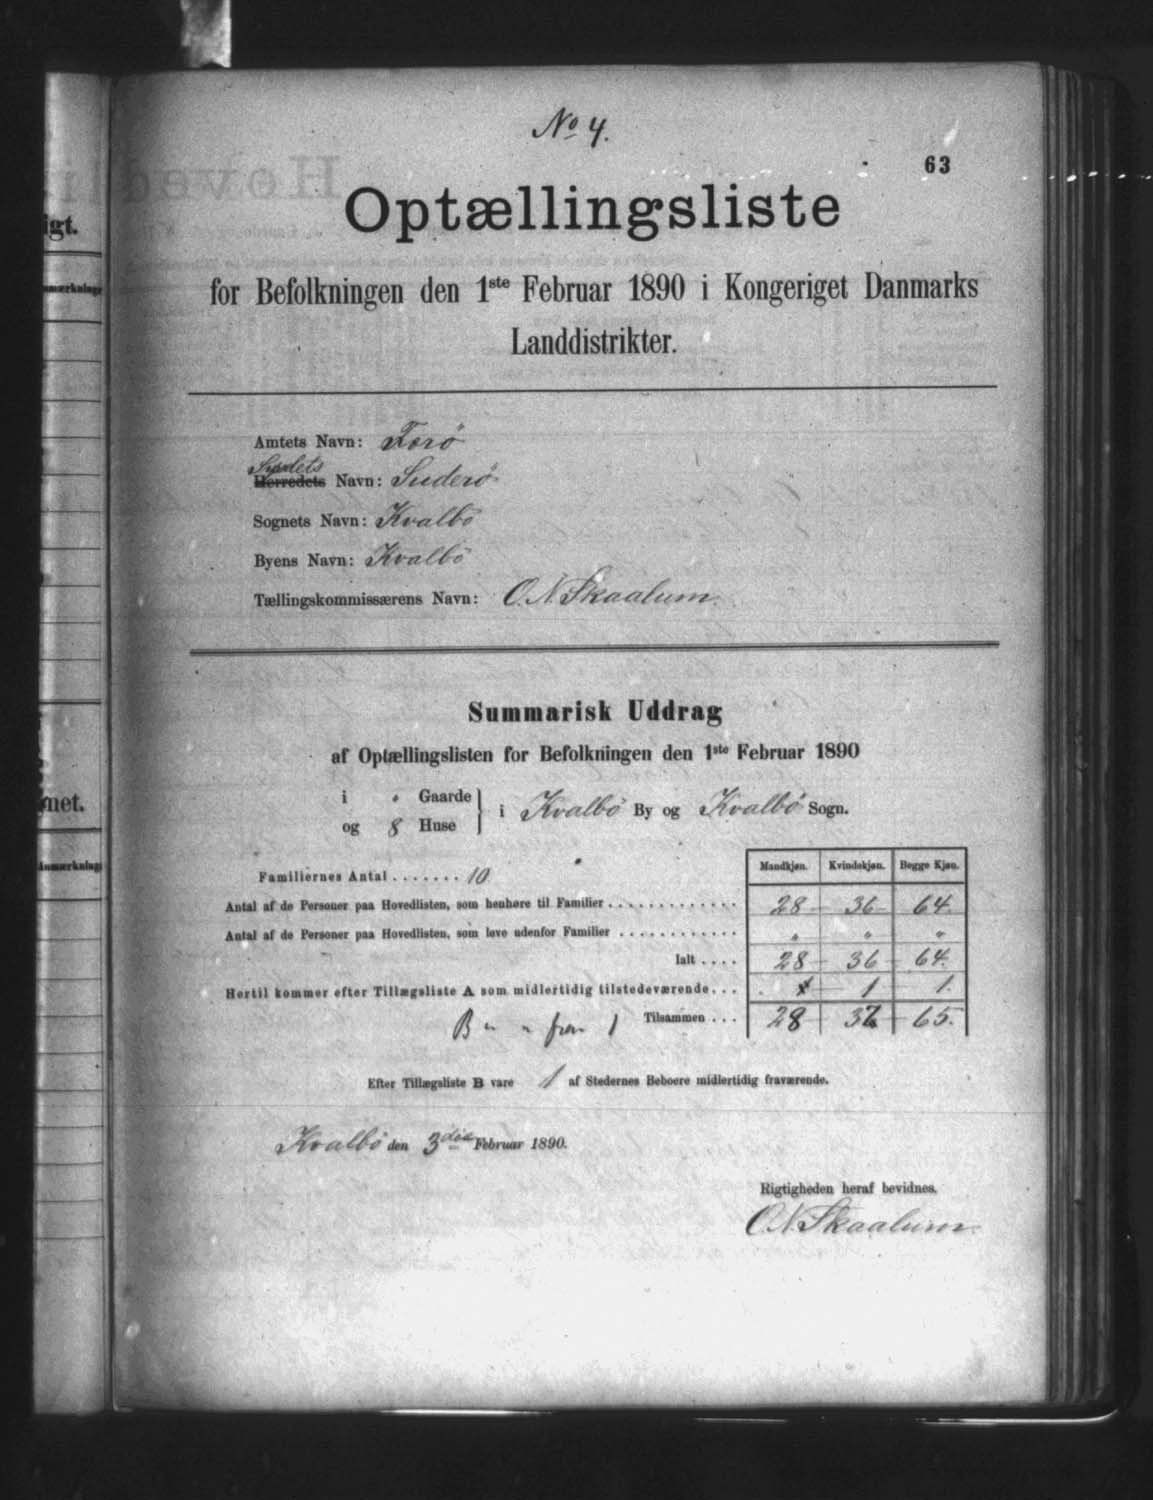 No 4.
63
Optællingsliste
for Befolkningen den 1ste Februar 1890 i Kongeriget Danmarks
Landdistrikter.
Amtets Navn: Færø
Sysslets
Herredets Navn: Suderø
Sognets Navn: Kvalbø
Byens Navn: Kvalbø
Tællingskommissærens Navn: O. N. Skaalum
Summarisk Uddrag
af Optællingslisten for Befolkningen den 1ste Februar 1890
i " Gaarde
og 8 Huse
i Kvalbø By og Kvalbø Sogn.
Mandkjøn. Kvindekjøn. Begge Kjøn.
Familiernes Antal ....... 10
Antal af de Personer paa Hovedlisten, som henhøre til Familier ............. 28 36 64.
Antal af de Personer paa Hovedlisten, som leve udenfor Familier ............ " " "
Ialt .... 28 36 64.
Hertil kommer efter Tillægsliste A som midlertidig tilstedeværende... 1 1.
B " " fra 1 Tilsammen ... 28 37 65.
Efter Tillægsliste B vare 1 af Stedernes Beboere midlertidig fraværende.
Kvalbø den 3die Februar 1890.
Rigtigheden heraf bevidnes.
O. N. Skaalum.
igt.
net.